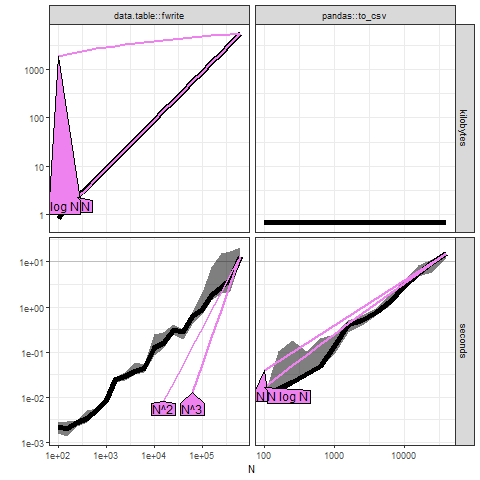 data.table::fwrite
pandas::to_csv
1000
100
10
1
log N
N
kilobytes
1e+01
1e+00
1e-01
1e-02
1e-03
N^2
N^3
N
N log N
seconds
1e+02
1e+03
1e+04
1e+05
100
1000
10000
N